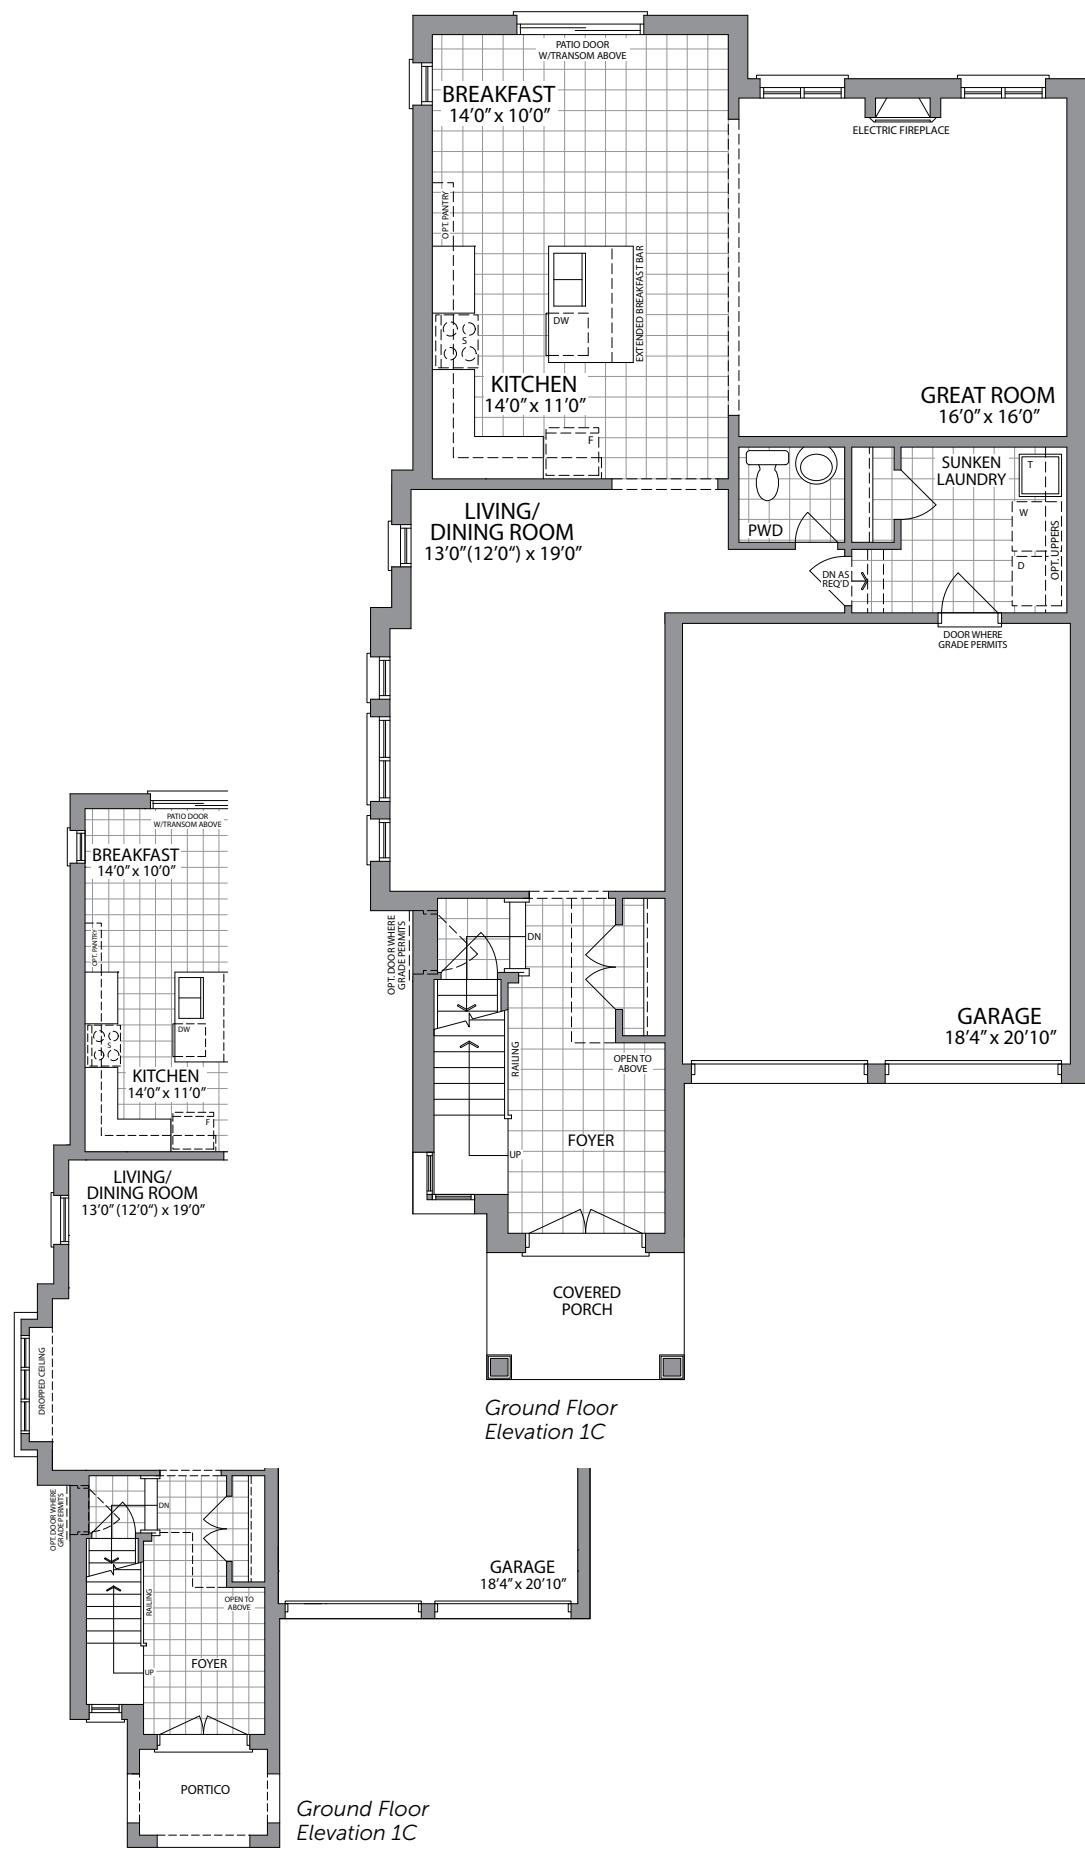 PATIO DOOR
W/TRANSOM ABOVE
BREAKFAST
14'0" x 10'0"
ELECTRIC FIREPLACE
OPT. PANTRY
EXTENDED BREAKFAST BAR
DW
S
KITCHEN
14'0" x 11'0"
F
GREAT ROOM
16'0" x 16'0"
SUNKEN
LAUNDRY
T
W
D
OPT. UPPERS
PWD
LIVING/
DINING ROOM
13'0" (12'0") x 19'0"
DN AS
REQ'D
DOOR WHERE
GRADE PERMITS
OPT. DOOR WHERE
GRADE PERMITS
DN
RAILING
OPEN TO
ABOVE
GARAGE
18'4" x 20'10"
FOYER
UP
COVERED
PORCH
Ground Floor
Elevation 1C
PATIO DOOR
W/TRANSOM ABOVE
BREAKFAST
14'0" x 10'0"
OPT. PANTRY
DW
S
KITCHEN
14'0" x 11'0"
F
LIVING/
DINING ROOM
13'0" (12'0") x 19'0"
DROPPED CEILING
OPT. DOOR WHERE
GRADE PERMITS
DN
RAILING
OPEN TO
ABOVE
GARAGE
18'4" x 20'10"
FOYER
UP
PORTICO
Ground Floor
Elevation 1C